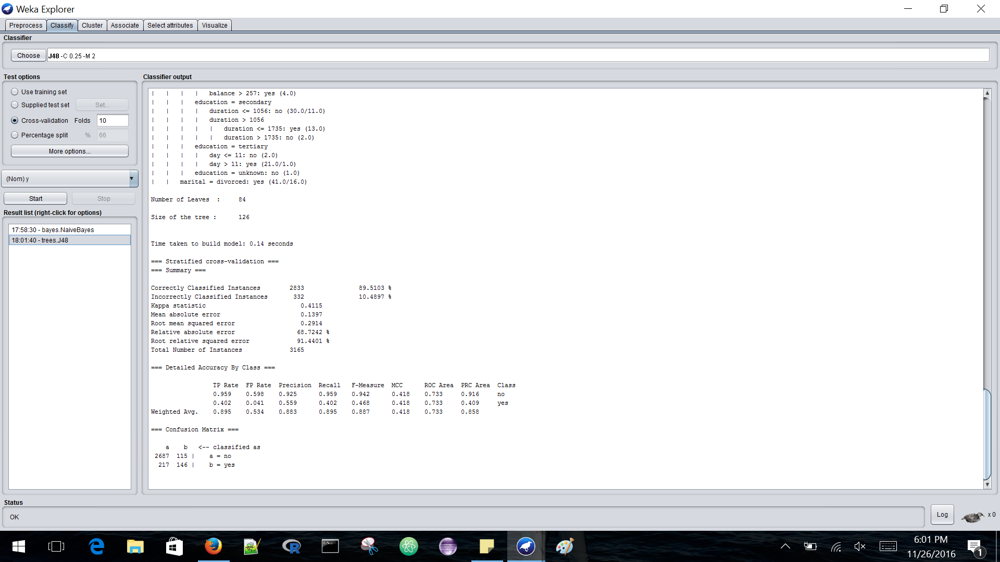 Weka Explorer
Preprocess Classify Cluster Associate Select attributes Visualize
Classifier
Choose J48 -C 0.25 -M 2
Test options
Use training set
Supplied test set Set...
Cross-validation Folds 10
Percentage split % 66
More options...
(Nom) y
Start Stop
Result list (right-click for options)
17:58:30 - bayes.NaiveBayes
18:01:40 - trees.J48
Classifier output
| | | | balance > 257: yes (4.0)
| | | education = secondary
| | | | duration <= 1056: no (30.0/11.0)
| | | | duration > 1056
| | | | | duration <= 1735: yes (13.0)
| | | | | duration > 1735: no (2.0)
| | | education = tertiary
| | | | day <= 11: no (2.0)
| | | | day > 11: yes (21.0/1.0)
| | | education = unknown: no (1.0)
| | marital = divorced: yes (41.0/16.0)
Number of Leaves : 84
Size of the tree : 126
Time taken to build model: 0.14 seconds
=== Stratified cross-validation ===
=== Summary ===
Correctly Classified Instances 2833 89.5103 %
Incorrectly Classified Instances 332 10.4897 %
Kappa statistic 0.4115
Mean absolute error 0.1397
Root mean squared error 0.2914
Relative absolute error 68.7242 %
Root relative squared error 91.4401 %
Total Number of Instances 3165
=== Detailed Accuracy By Class ===
TP Rate FP Rate Precision Recall F-Measure MCC ROC Area PRC Area Class
0.959 0.598 0.925 0.959 0.942 0.418 0.733 0.916 no
0.402 0.041 0.559 0.402 0.468 0.418 0.733 0.409 yes
Weighted Avg. 0.895 0.534 0.883 0.895 0.887 0.418 0.733 0.858
=== Confusion Matrix ===
a b <-- classified as
2687 115 | a = no
217 146 | b = yes
Status
OK
Log
x 0
6:01 PM
11/26/2016
1